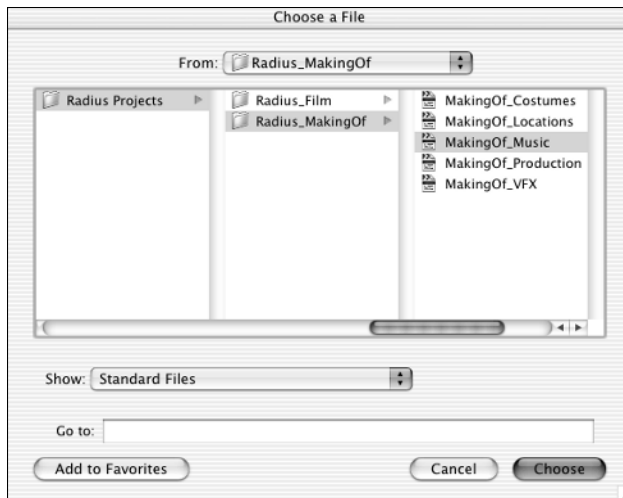 Choose a File
From: Radius_MakingOf
Radius Projects
Radius_Film
Radius_MakingOf
MakingOf_Costumes
MakingOf_Locations
MakingOf_Music
MakingOf_Production
MakingOf_VFX
Show: Standard Files
Go to:
Add to Favorites
Cancel
Choose